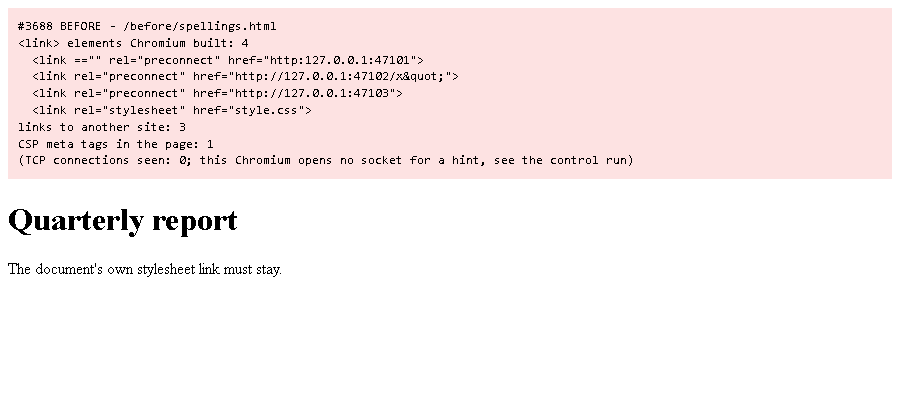 #3688 BEFORE - /before/spellings.html
<link> elements Chromium built: 4
<link =="" rel="preconnect" href="http:127.0.0.1:47101">
<link rel="preconnect" href="http://127.0.0.1:47102/x&quot;">
<link rel="preconnect" href="http://127.0.0.1:47103">
<link rel="stylesheet" href="style.css">
links to another site: 3
CSP meta tags in the page: 1
(TCP connections seen: 0; this Chromium opens no socket for a hint, see the control run)
Quarterly report
The document's own stylesheet link must stay.